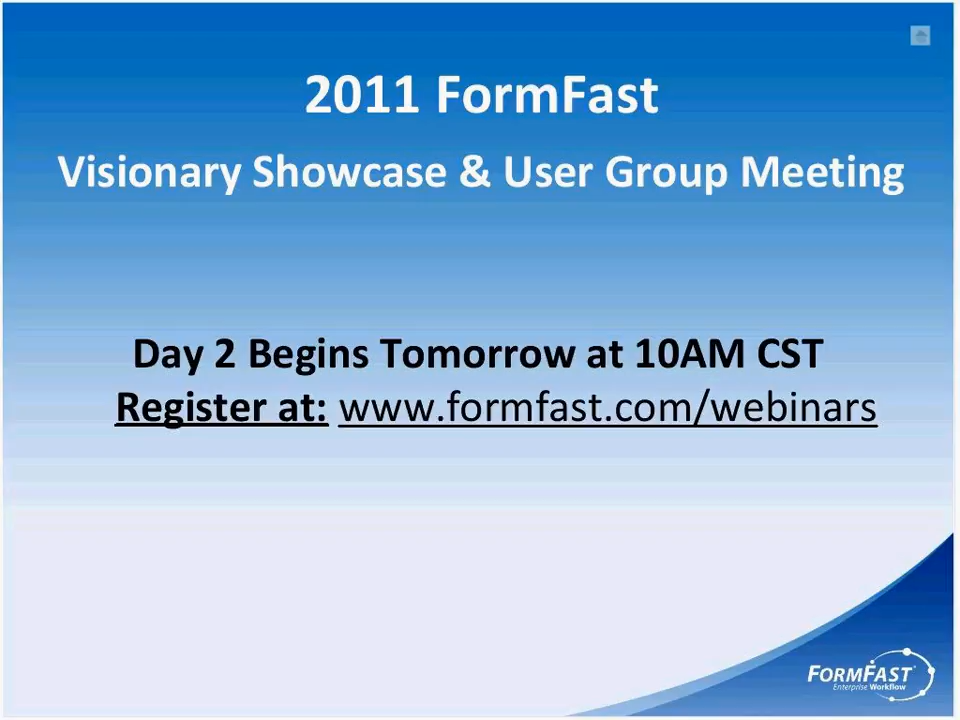 2011 FormFast
Visionary Showcase & User Group Meeting
Day 2 Begins Tomorrow at 10AM CST
Register at: www.formfast.com/webinars
FORMFAST
Enterprise Workflow